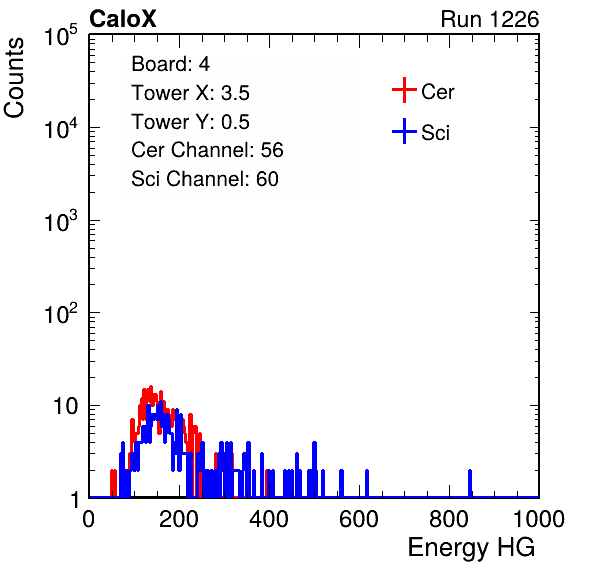 CaloX Run 1226
Counts
10^5
10^4
10^3
10^2
10
1
Board: 4
Tower X: 3.5
Tower Y: 0.5
Cer Channel: 56
Sci Channel: 60
Cer
Sci
0 200 400 600 800 1000
Energy HG